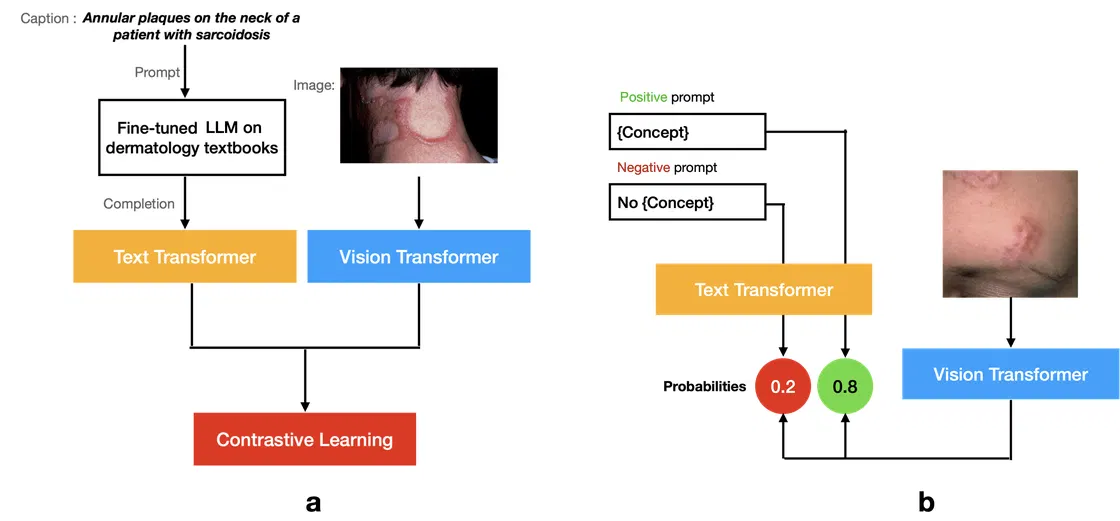 Caption : Annular plaques on the neck of a
patient with sarcoidosis
Prompt
Image:
Fine-tuned LLM on
dermatology textbooks
Completion
Text Transformer
Vision Transformer
Contrastive Learning
a
Positive prompt
{Concept}
Negative prompt
No {Concept}
Text Transformer
Probabilities
0.2
0.8
Vision Transformer
b